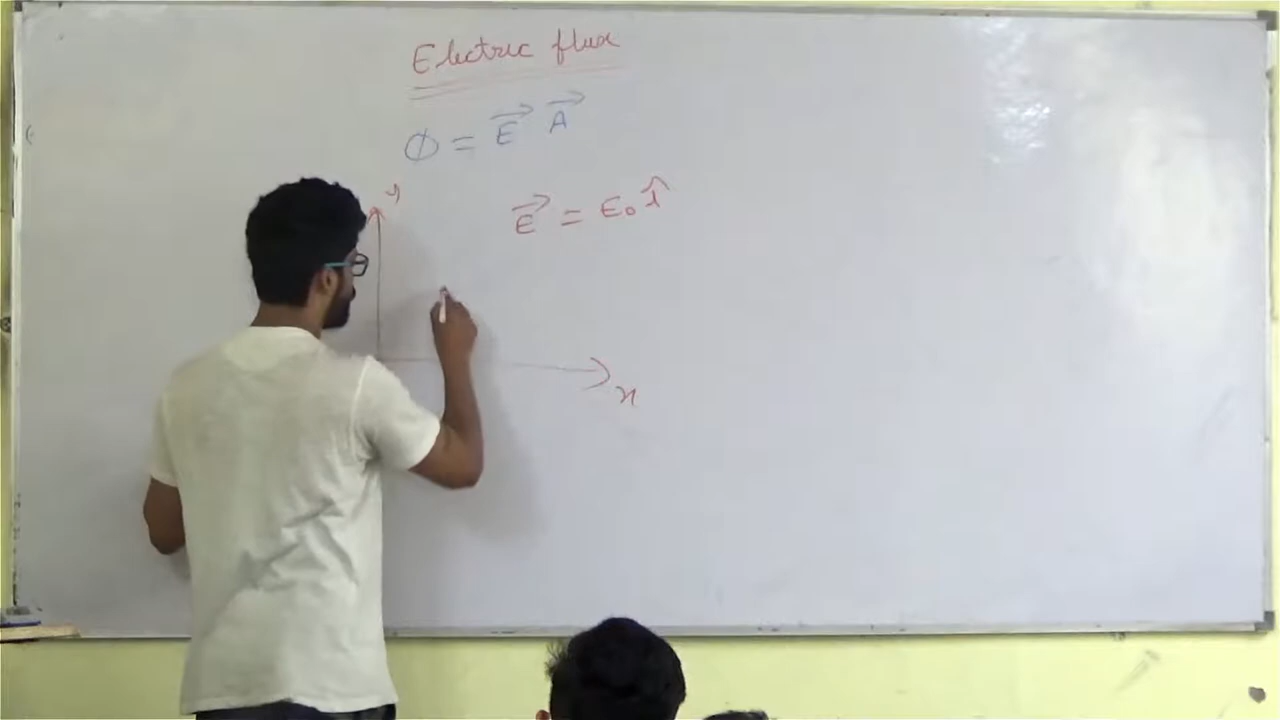 Electric flux
ϕ = E⃗ A⃗
E⃗ = E₀ î
y
x